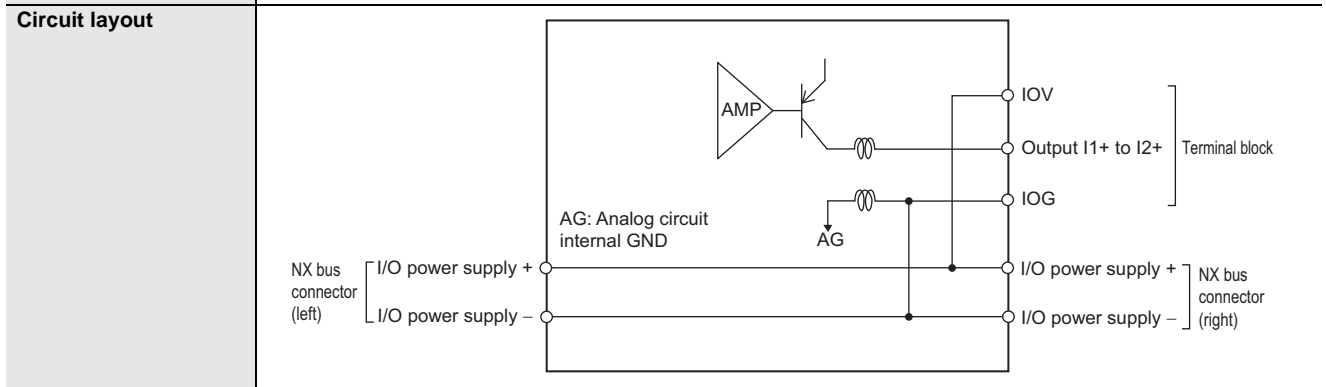 Circuit layout
AMP
IOV
Output I1+ to I2+
Terminal block
IOG
AG: Analog circuit
internal GND
AG
NX bus
connector
(left)
I/O power supply +
I/O power supply −
I/O power supply +
I/O power supply −
NX bus
connector
(right)